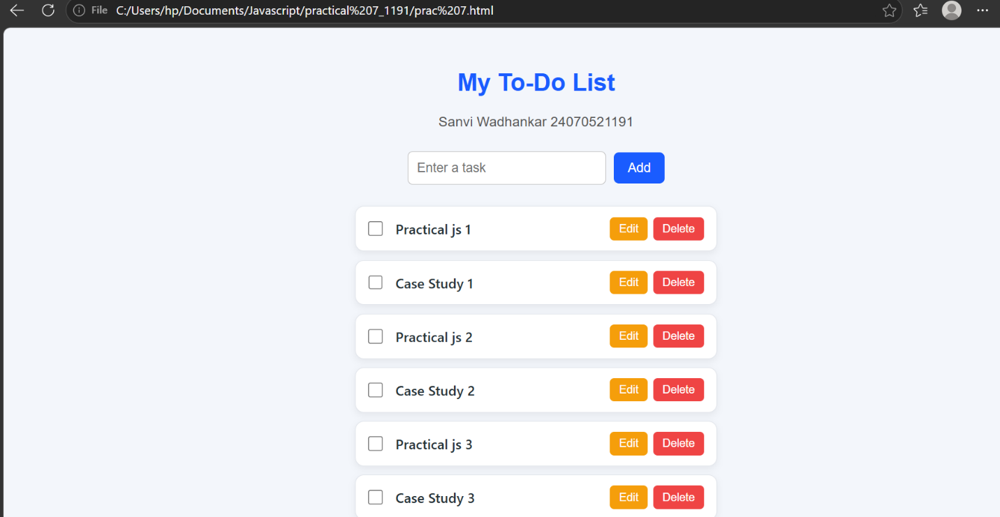 File C:/Users/hp/Documents/Javascript/practical%207_1191/prac%207.html
My To-Do List
Sanvi Wadhankar 24070521191
Enter a task Add
Practical js 1 Edit Delete
Case Study 1 Edit Delete
Practical js 2 Edit Delete
Case Study 2 Edit Delete
Practical js 3 Edit Delete
Case Study 3 Edit Delete